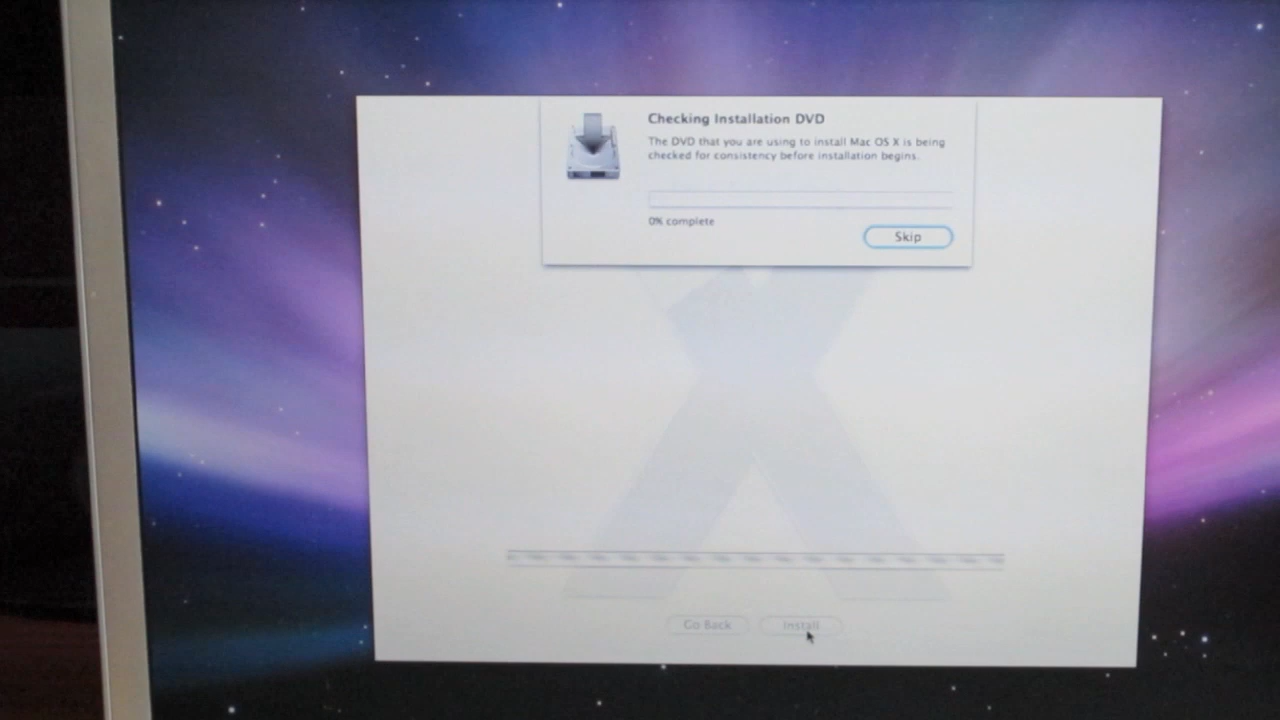 Checking Installation DVD
The DVD that you are using to install Mac OS X is being
checked for consistency before installation begins.
0% complete
Skip
Go Back
Install